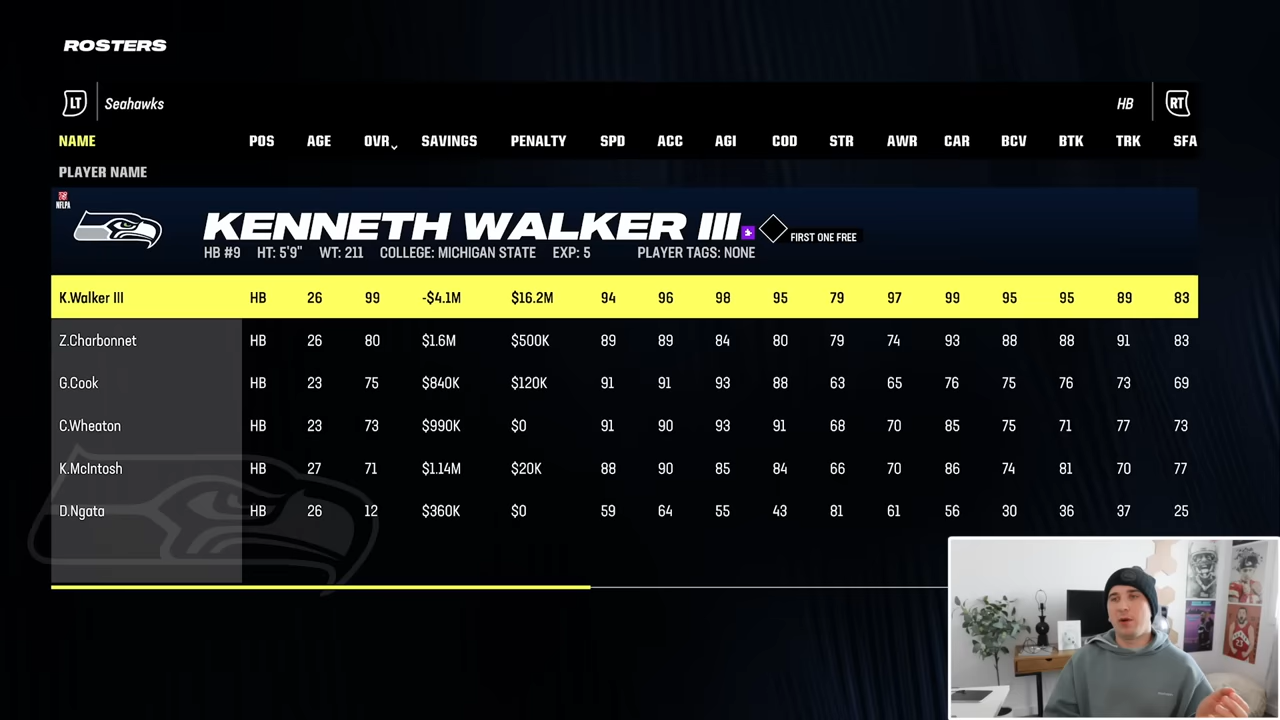 ROSTERS
LT Seahawks HB RT
NAME POS AGE OVR SAVINGS PENALTY SPD ACC AGI COD STR AWR CAR BCV BTK TRK SFA
PLAYER NAME
NFLPA
KENNETH WALKER III FIRST ONE FREE
HB #9 HT: 5'9" WT: 211 COLLEGE: MICHIGAN STATE EXP: 5 PLAYER TAGS: NONE
K.Walker III HB 26 99 -$4.1M $16.2M 94 96 98 95 79 97 99 95 95 89 83
Z.Charbonnet HB 26 80 $1.6M $500K 89 89 84 80 79 74 93 88 88 91 83
G.Cook HB 23 75 $840K $120K 91 91 93 88 63 65 76 75 76 73 69
C.Wheaton HB 23 73 $990K $0 91 90 93 91 68 70 85 75 71 77 73
K.McIntosh HB 27 71 $1.14M $20K 88 90 85 84 66 70 86 74 81 70 77
D.Ngata HB 26 12 $360K $0 59 64 55 43 81 61 56 30 36 37 25